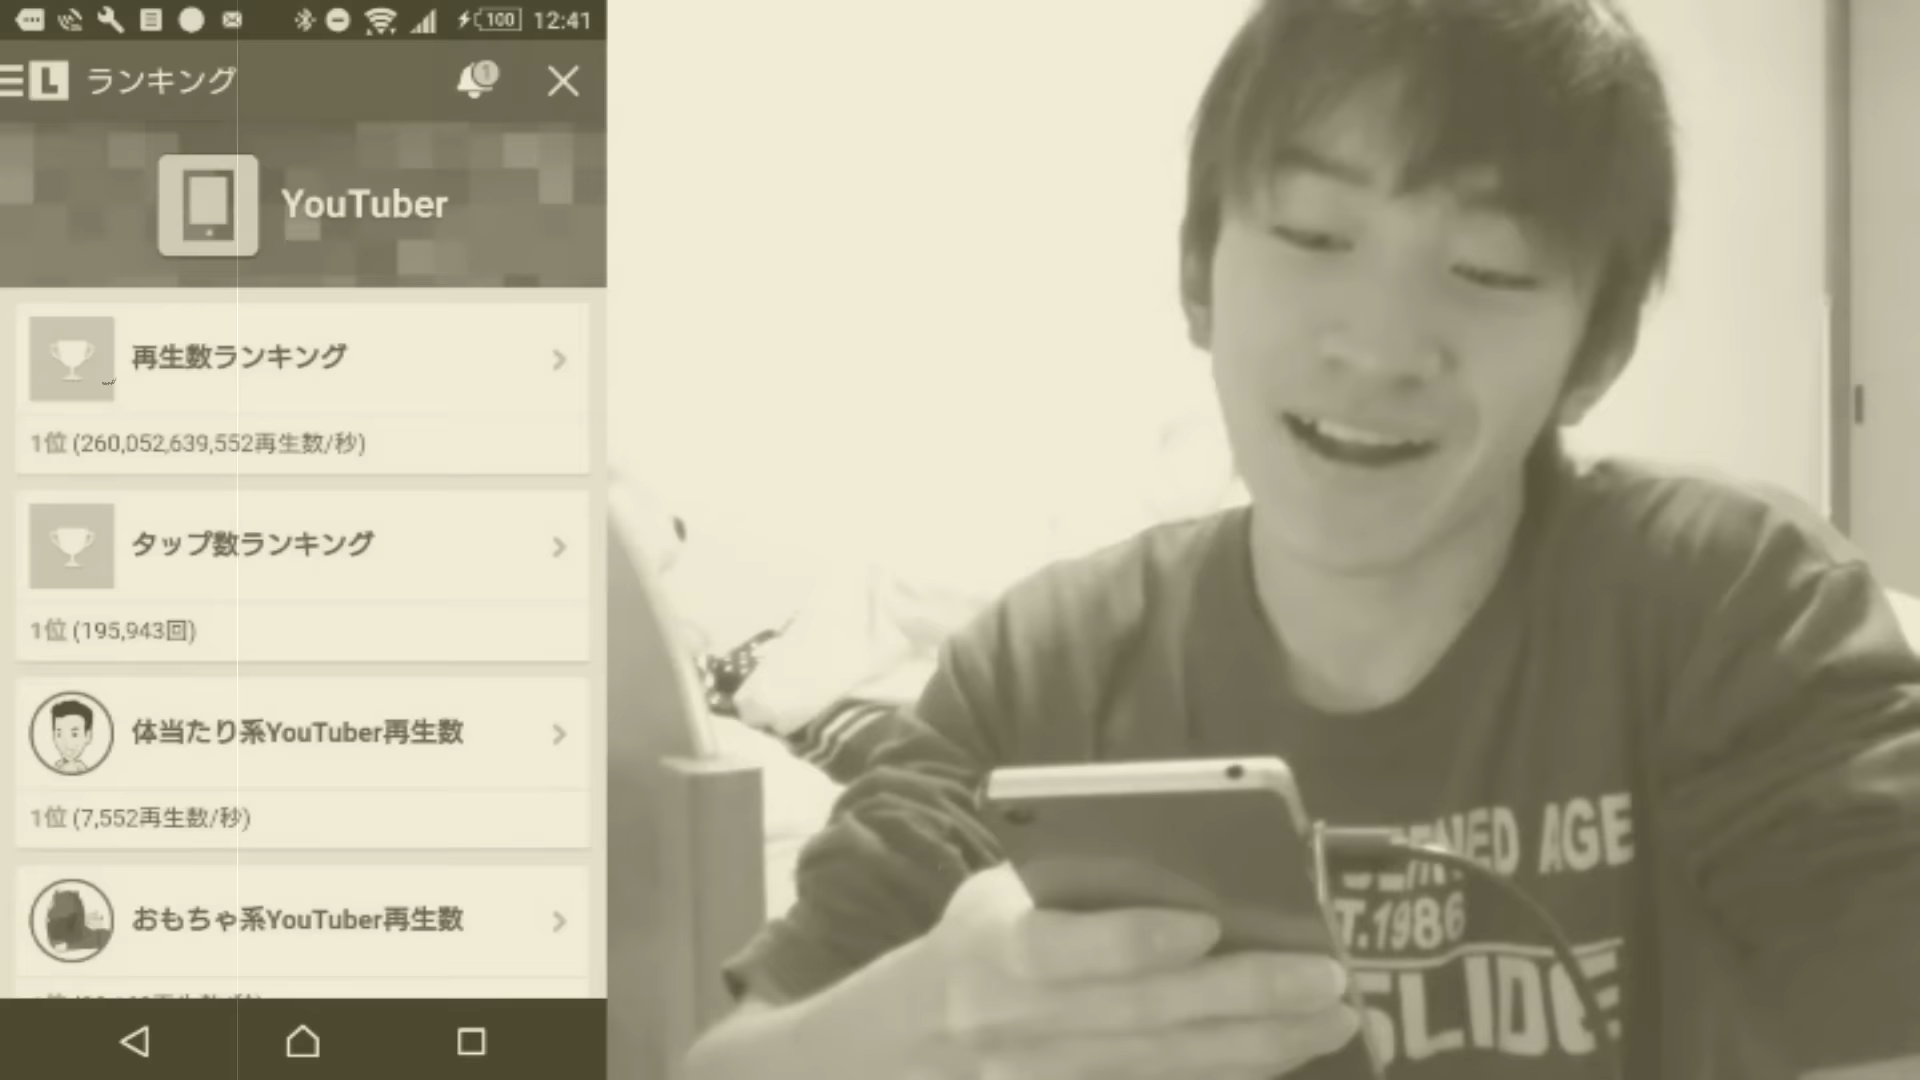 100 12:41
L ランキング 1
YouTuber
再生数ランキング
1位 (260,052,639,552再生数/秒)
タップ数ランキング
1位 (195,943回)
体当たり系YouTuber再生数
1位 (7,552再生数/秒)
おもちゃ系YouTuber再生数
AGE
T.1986
SLIDE